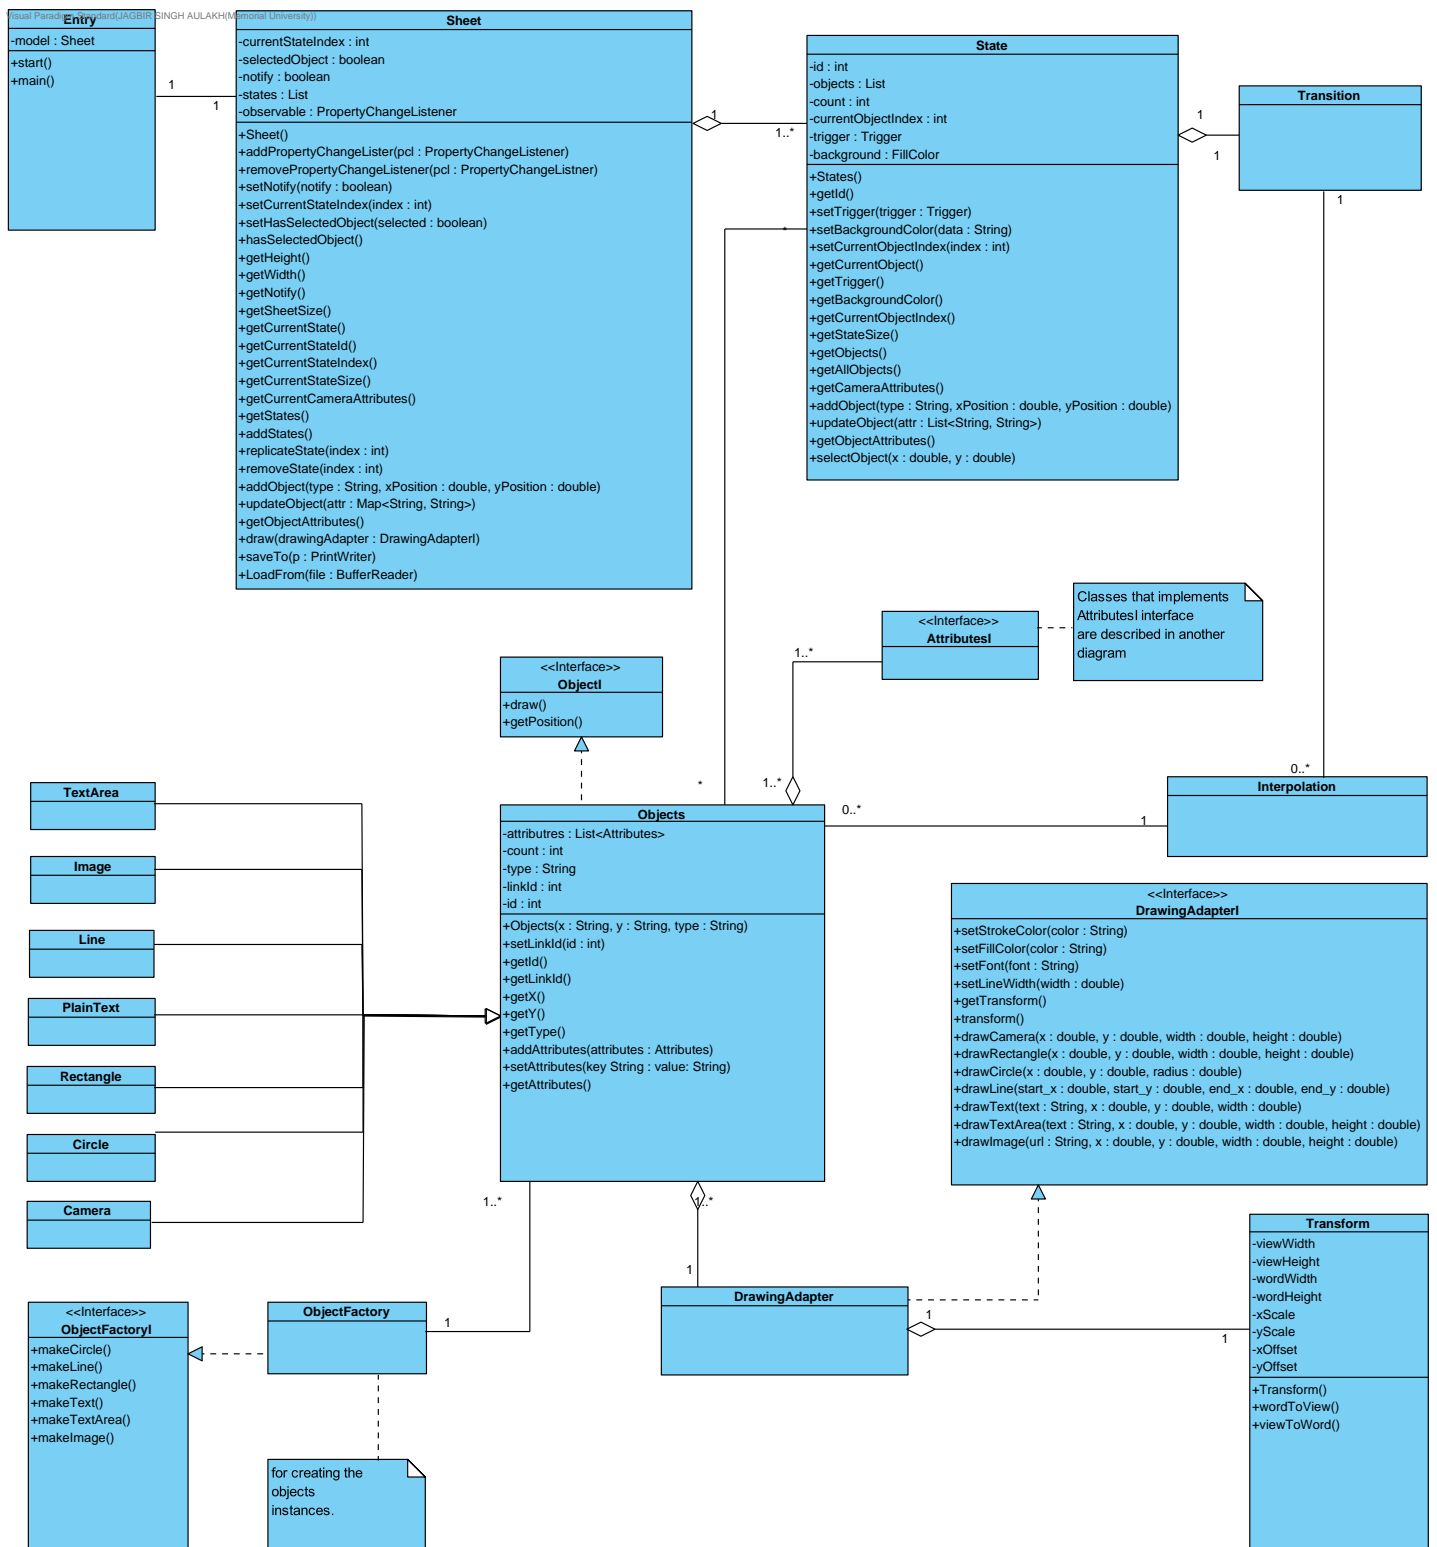 Visual Paradigm Standard(JAGBIR SINGH AULAKH(Memorial University))
Entry
-model : Sheet
+start()
+main()
1
1
Sheet
-currentStateIndex : int
-selectedObject : boolean
-notify : boolean
-states : List
-observable : PropertyChangeListener
+Sheet()
+addPropertyChangeLister(pcl : PropertyChangeListener)
+removePropertyChangeListener(pcl : PropertyChangeListner)
+setNotify(notify : boolean)
+setCurrentStateIndex(index : int)
+setHasSelectedObject(selected : boolean)
+hasSelectedObject()
+getHeight()
+getWidth()
+getNotify()
+getSheetSize()
+getCurrentState()
+getCurrentStateId()
+getCurrentStateIndex()
+getCurrentStateSize()
+getCurrentCameraAttributes()
+getStates()
+addStates()
+replicateState(index : int)
+removeState(index : int)
+addObject(type : String, xPosition : double, yPosition : double)
+updateObject(attr : Map<String, String>)
+getObjectAttributes()
+draw(drawingAdapter : DrawingAdapterI)
+saveTo(p : PrintWriter)
+LoadFrom(file : BufferReader)
1
1..*
State
-id : int
-objects : List
-count : int
-currentObjectIndex : int
-trigger : Trigger
-background : FillColor
+States()
+getId()
+setTrigger(trigger : Trigger)
+setBackgroundColor(data : String)
+setCurrentObjectIndex(index : int)
+getCurrentObject()
+getTrigger()
+getBackgroundColor()
+getCurrentObjectIndex()
+getStateSize()
+getObjects()
+getAllObjects()
+getCameraAttributes()
+addObject(type : String, xPosition : double, yPosition : double)
+updateObject(attr : List<String, String>)
+getObjectAttributes()
+selectObject(x : double, y : double)
*
*
1
1
Transition
1
0..*
Interpolation
<<Interface>>
AttributesI
Classes that implements
AttributesI interface
are described in another
diagram
1..*
1..*
<<Interface>>
ObjectI
+draw()
+getPosition()
Objects
-attributres : List<Attributes>
-count : int
-type : String
-linkId : int
-id : int
+Objects(x : String, y : String, type : String)
+setLinkId(id : int)
+getId()
+getLinkId()
+getX()
+getY()
+getType()
+addAttributes(attributes : Attributes)
+setAttributes(key String : value: String)
+getAttributes()
0..*
1
TextArea
Image
Line
PlainText
Rectangle
Circle
Camera
<<Interface>>
DrawingAdapterI
+setStrokeColor(color : String)
+setFillColor(color : String)
+setFont(font : String)
+setLineWidth(width : double)
+getTransform()
+transform()
+drawCamera(x : double, y : double, width : double, height : double)
+drawRectangle(x : double, y : double, width : double, height : double)
+drawCircle(x : double, y : double, radius : double)
+drawLine(start_x : double, start_y : double, end_x : double, end_y : double)
+drawText(text : String, x : double, y : double, width : double)
+drawTextArea(text : String, x : double, y : double, width : double, height : double)
+drawImage(url : String, x : double, y : double, width : double, height : double)
1..*
1..*
1
1
<<Interface>>
ObjectFactoryI
+makeCircle()
+makeLine()
+makeRectangle()
+makeText()
+makeTextArea()
+makeImage()
ObjectFactory
for creating the
objects
instances.
DrawingAdapter
1
1
Transform
-viewWidth
-viewHeight
-wordWidth
-wordHeight
-xScale
-yScale
-xOffset
-yOffset
+Transform()
+wordToView()
+viewToWord()